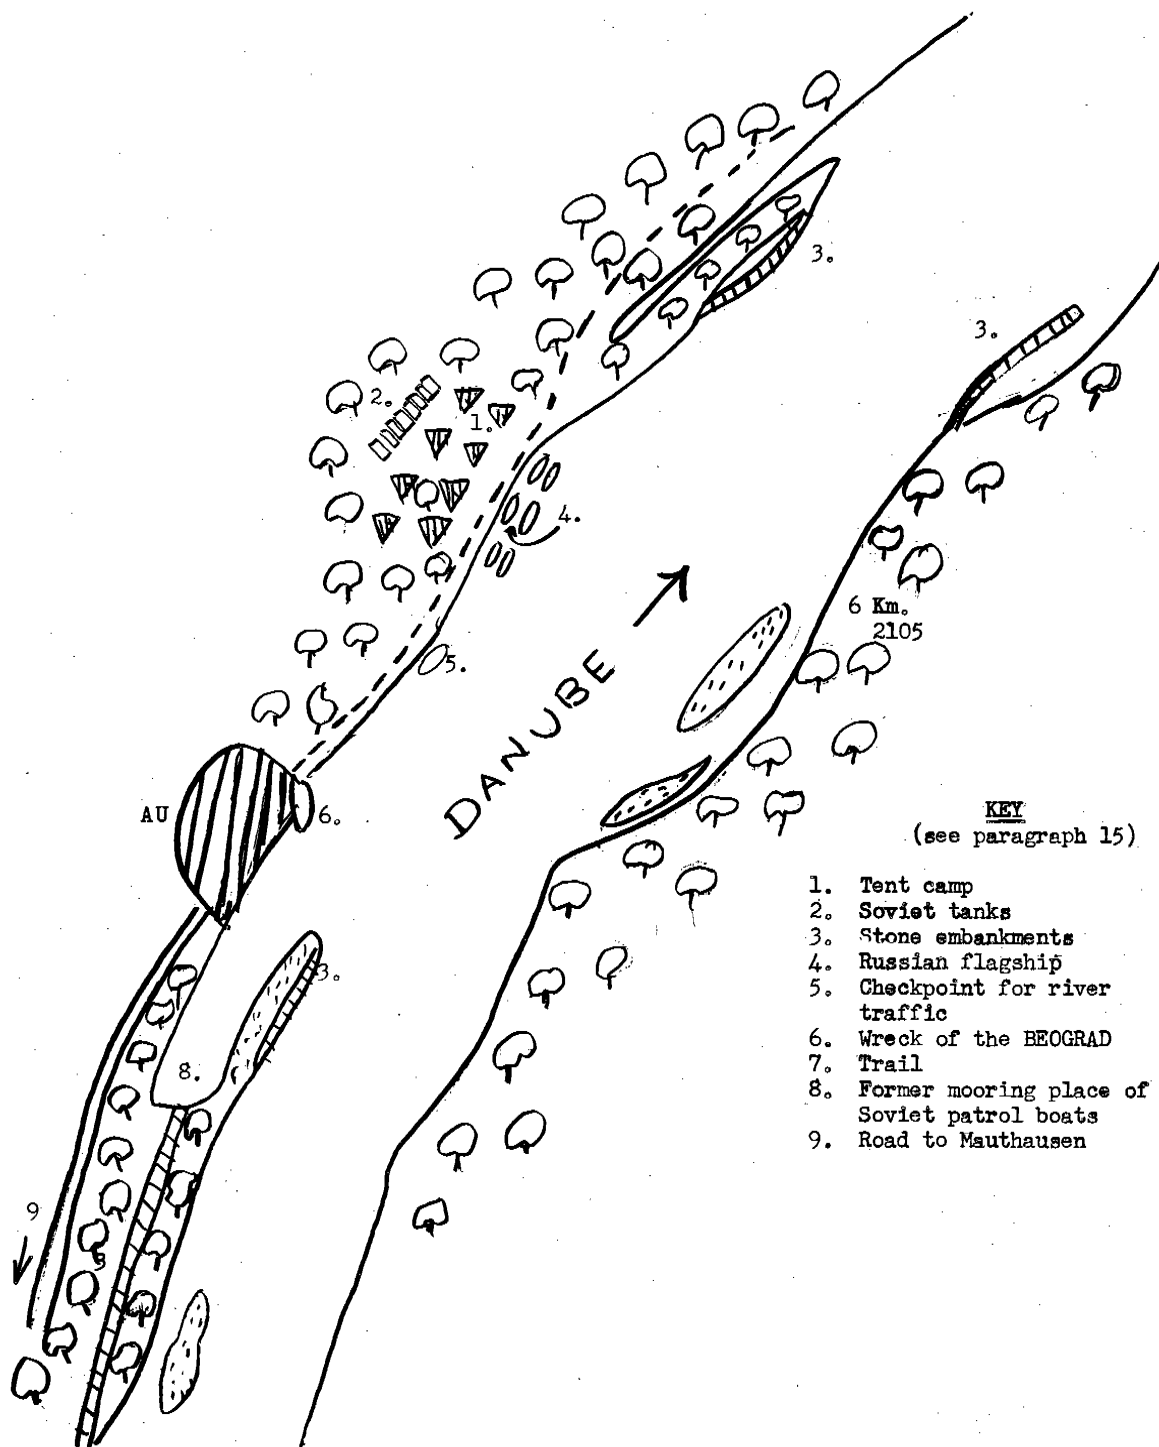 3.
3.
2.
1.
4.
6 Km.
2105
5.
DANUBE
AU
6.
KEY
(see paragraph 15)
1. Tent camp
2. Soviet tanks
3. Stone embankments
4. Russian flagship
5. Checkpoint for river
traffic
6. Wreck of the BEOGRAD
7. Trail
8. Former mooring place of
Soviet patrol boats
9. Road to Mauthausen
3.
8.
9